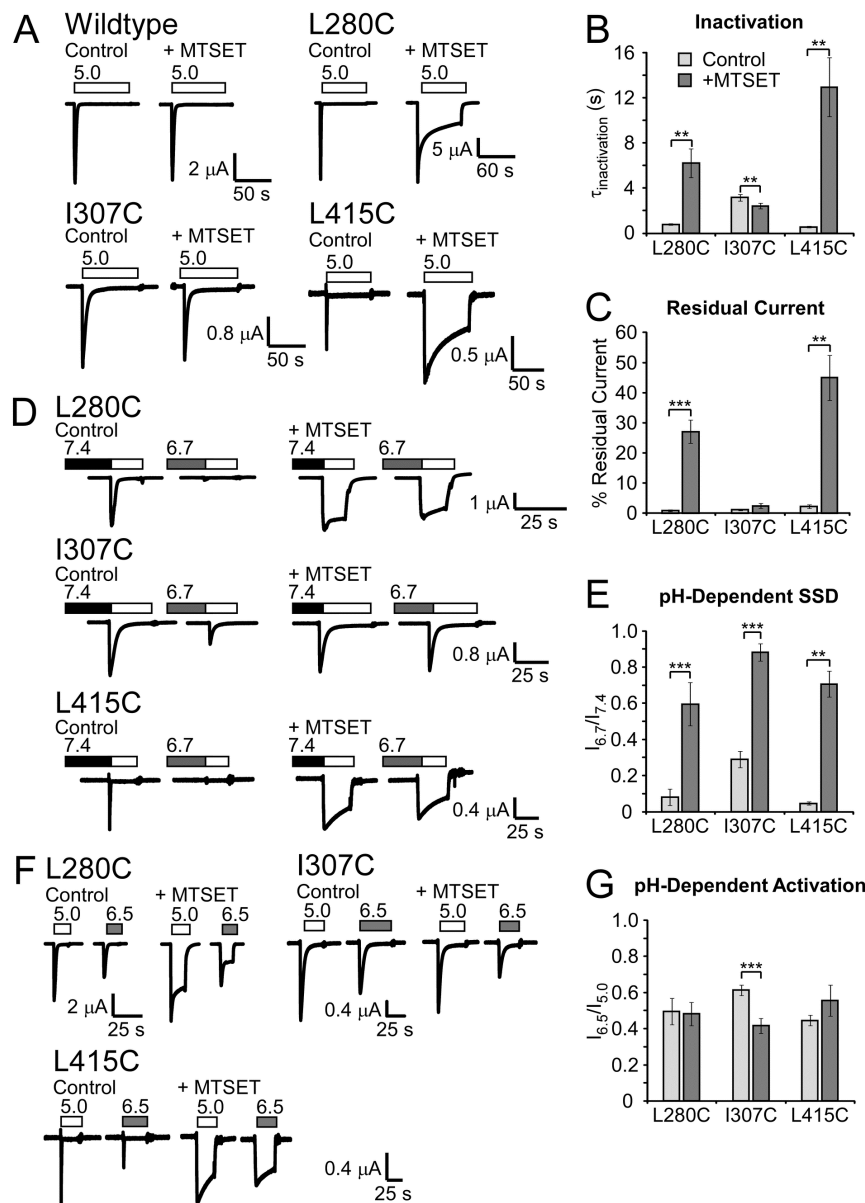 A
Wildtype
Control
+ MTSET
5.0
5.0
2 µA
50 s
L280C
Control
+ MTSET
5.0
5.0
5 µA
60 s
I307C
Control
+ MTSET
5.0
5.0
0.8 µA
50 s
L415C
Control
+ MTSET
5.0
5.0
0.5 µA
50 s
B
Inactivation
Control
+MTSET
τinactivation (s)
16
12
8
4
0
**
**
**
L280C I307C L415C
C
Residual Current
% Residual Current
60
50
40
30
20
10
0
***
**
L280C I307C L415C
D
L280C
Control
+ MTSET
7.4 6.7 7.4 6.7
1 µA
25 s
I307C
Control
+ MTSET
7.4 6.7 7.4 6.7
0.8 µA
25 s
L415C
Control
+ MTSET
7.4 6.7 7.4 6.7
0.4 µA
25 s
E
pH-Dependent SSD
I6.7/I7.4
1.0
0.8
0.6
0.4
0.2
0
***
***
**
L280C I307C L415C
F
L280C
Control
+ MTSET
5.0 6.5 5.0 6.5
2 µA
25 s
I307C
Control
+ MTSET
5.0 6.5 5.0 6.5
0.4 µA
25 s
L415C
Control
+ MTSET
5.0 6.5 5.0 6.5
0.4 µA
25 s
G
pH-Dependent Activation
I6.5/I5.0
1.0
0.8
0.6
0.4
0.2
0
***
L280C I307C L415C